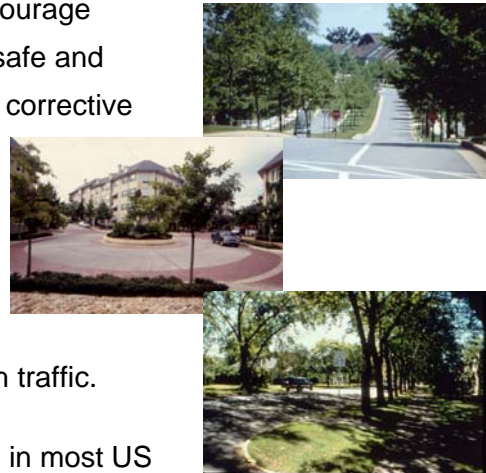 ourage
safe and
corrective
n traffic.
in most US